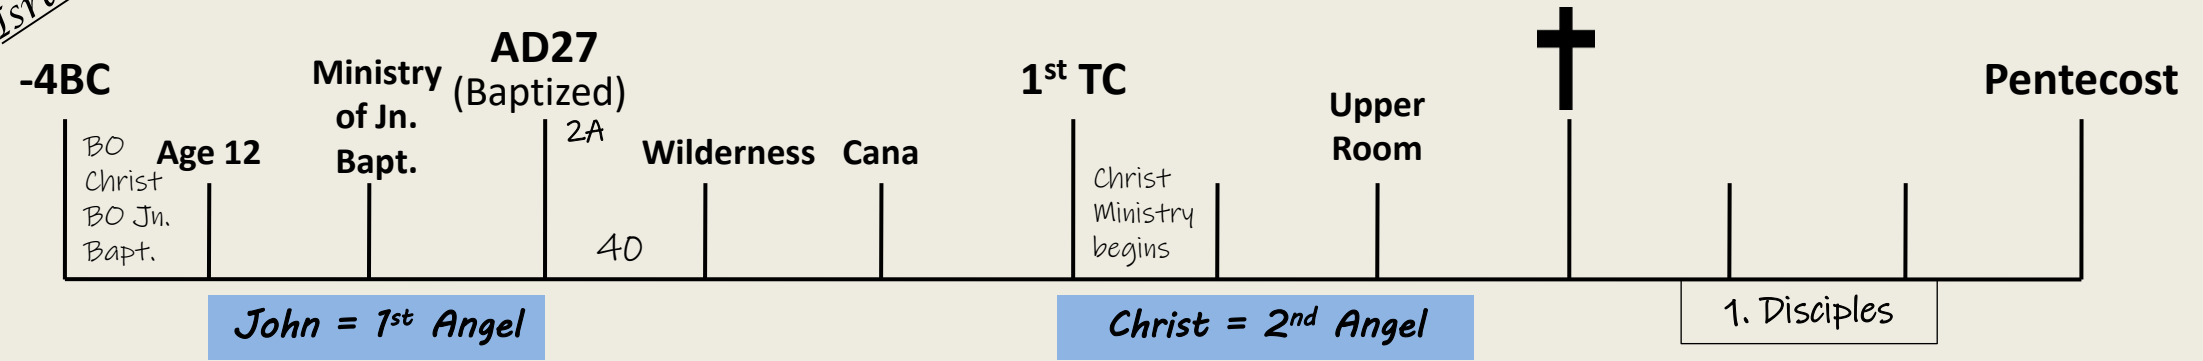 -4BC
BO
Christ
BO Jn.
Bapt.
Age 12
Ministry
of Jn.
Bapt.
AD27
(Baptized)
2A
40
Wilderness
Cana
1st TC
Christ
Ministry
begins
Upper
Room
Pentecost
John = 1st Angel
Christ = 2nd Angel
1. Disciples